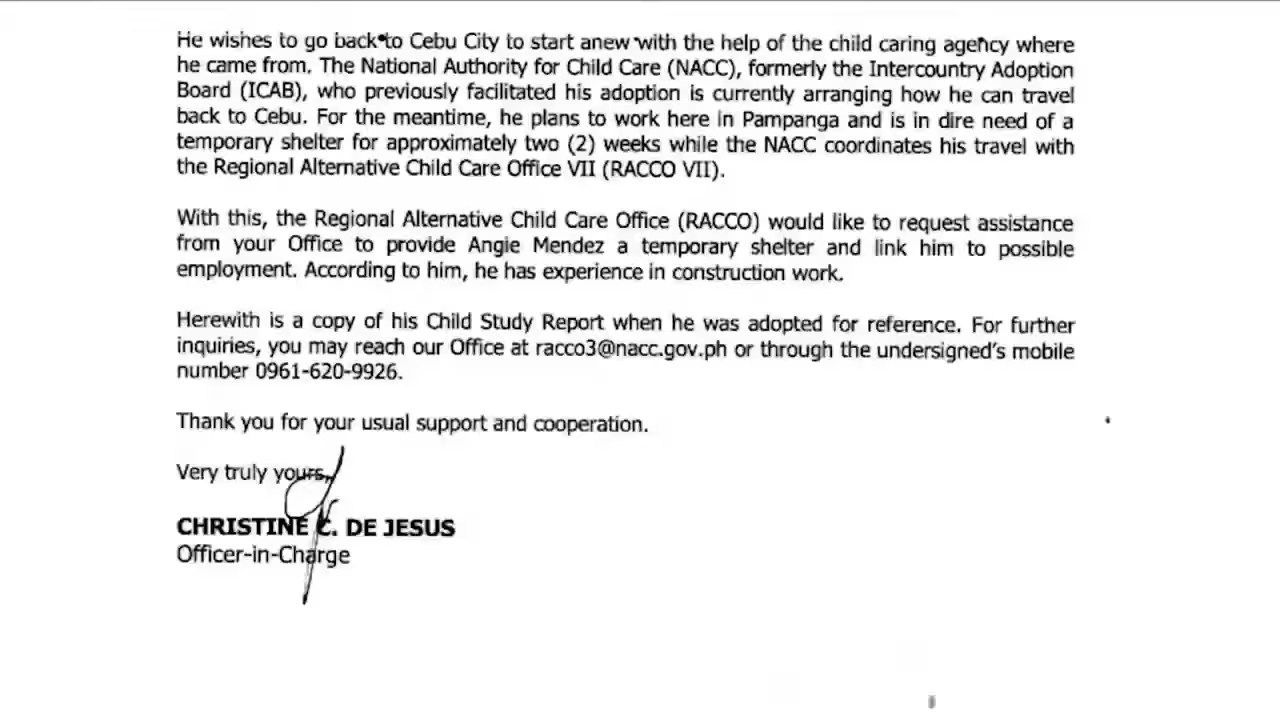 He wishes to go back to Cebu City to start anew with the help of the child caring agency where
he came from. The National Authority for Child Care (NACC), formerly the Intercountry Adoption
Board (ICAB), who previously facilitated his adoption is currently arranging how he can travel
back to Cebu. For the meantime, he plans to work here in Pampanga and is in dire need of a
temporary shelter for approximately two (2) weeks while the NACC coordinates his travel with
the Regional Alternative Child Care Office VII (RACCO VII).
With this, the Regional Alternative Child Care Office (RACCO) would like to request assistance
from your Office to provide Angie Mendez a temporary shelter and link him to possible
employment. According to him, he has experience in construction work.
Herewith is a copy of his Child Study Report when he was adopted for reference. For further
inquiries, you may reach our Office at racco3@nacc.gov.ph or through the undersigned's mobile
number 0961-620-9926.
Thank you for your usual support and cooperation.
Very truly yours,
CHRISTINE C. DE JESUS
Officer-in-Charge